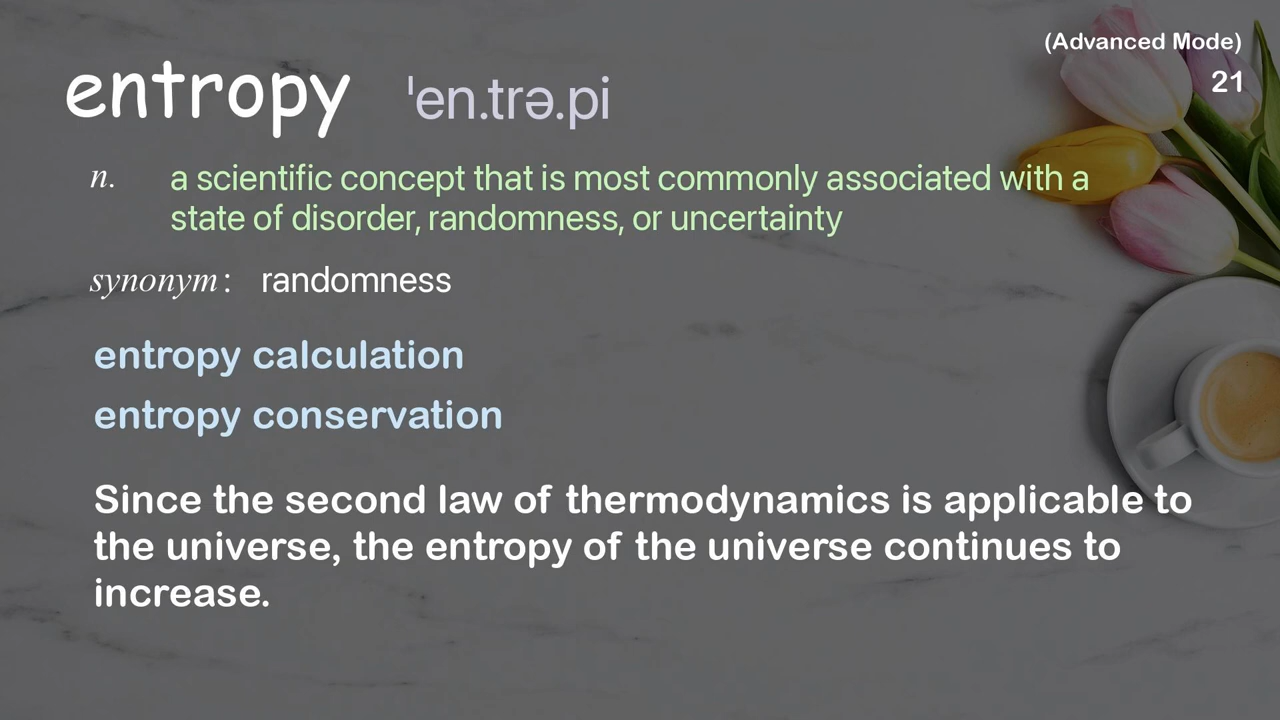 (Advanced Mode)
21
entropy ˈen.trə.pi
n. a scientific concept that is most commonly associated with a
state of disorder, randomness, or uncertainty
synonym: randomness
entropy calculation
entropy conservation
Since the second law of thermodynamics is applicable to
the universe, the entropy of the universe continues to
increase.